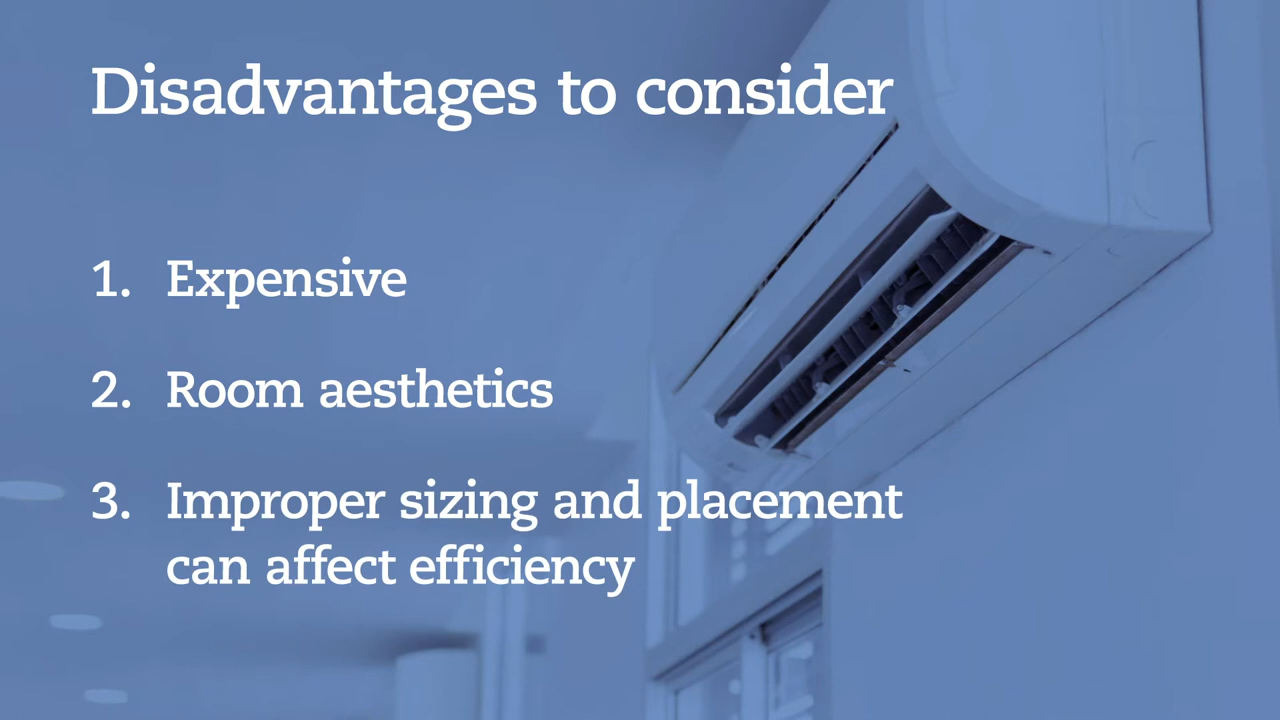 Disadvantages to consider
1. Expensive
2. Room aesthetics
3. Improper sizing and placement
can affect efficiency